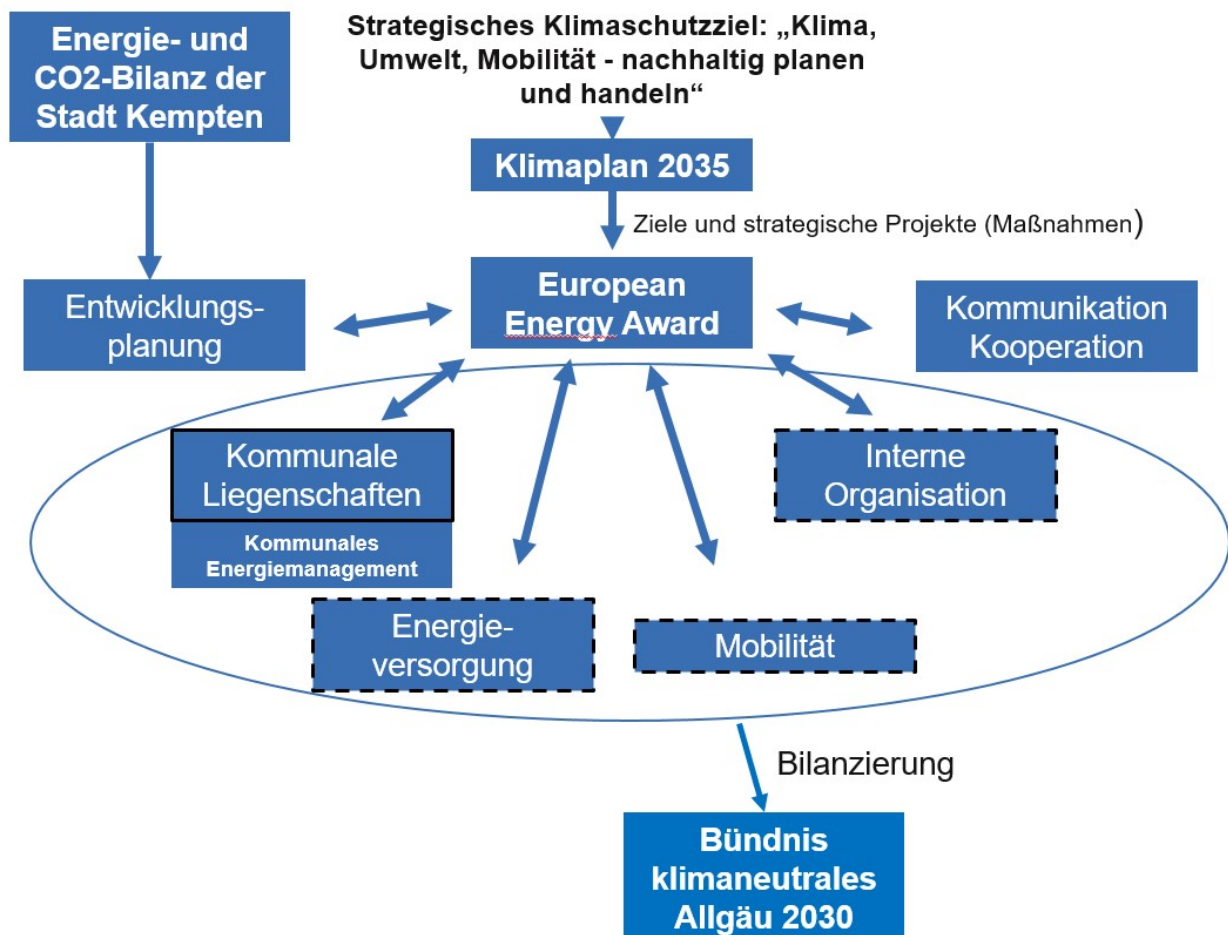 Energie- und
CO2-Bilanz der
Stadt Kempten
Strategisches Klimaschutzziel: „Klima,
Umwelt, Mobilität - nachhaltig planen
und handeln“
Klimaplan 2035
Ziele und strategische Projekte (Maßnahmen)
Entwicklungs-
planung
European
Energy Award
Kommunikation
Kooperation
Kommunale
Liegenschaften
Kommunales
Energiemanagement
Interne
Organisation
Energie-
versorgung
Mobilität
Bilanzierung
Bündnis
klimaneutrales
Allgäu 2030